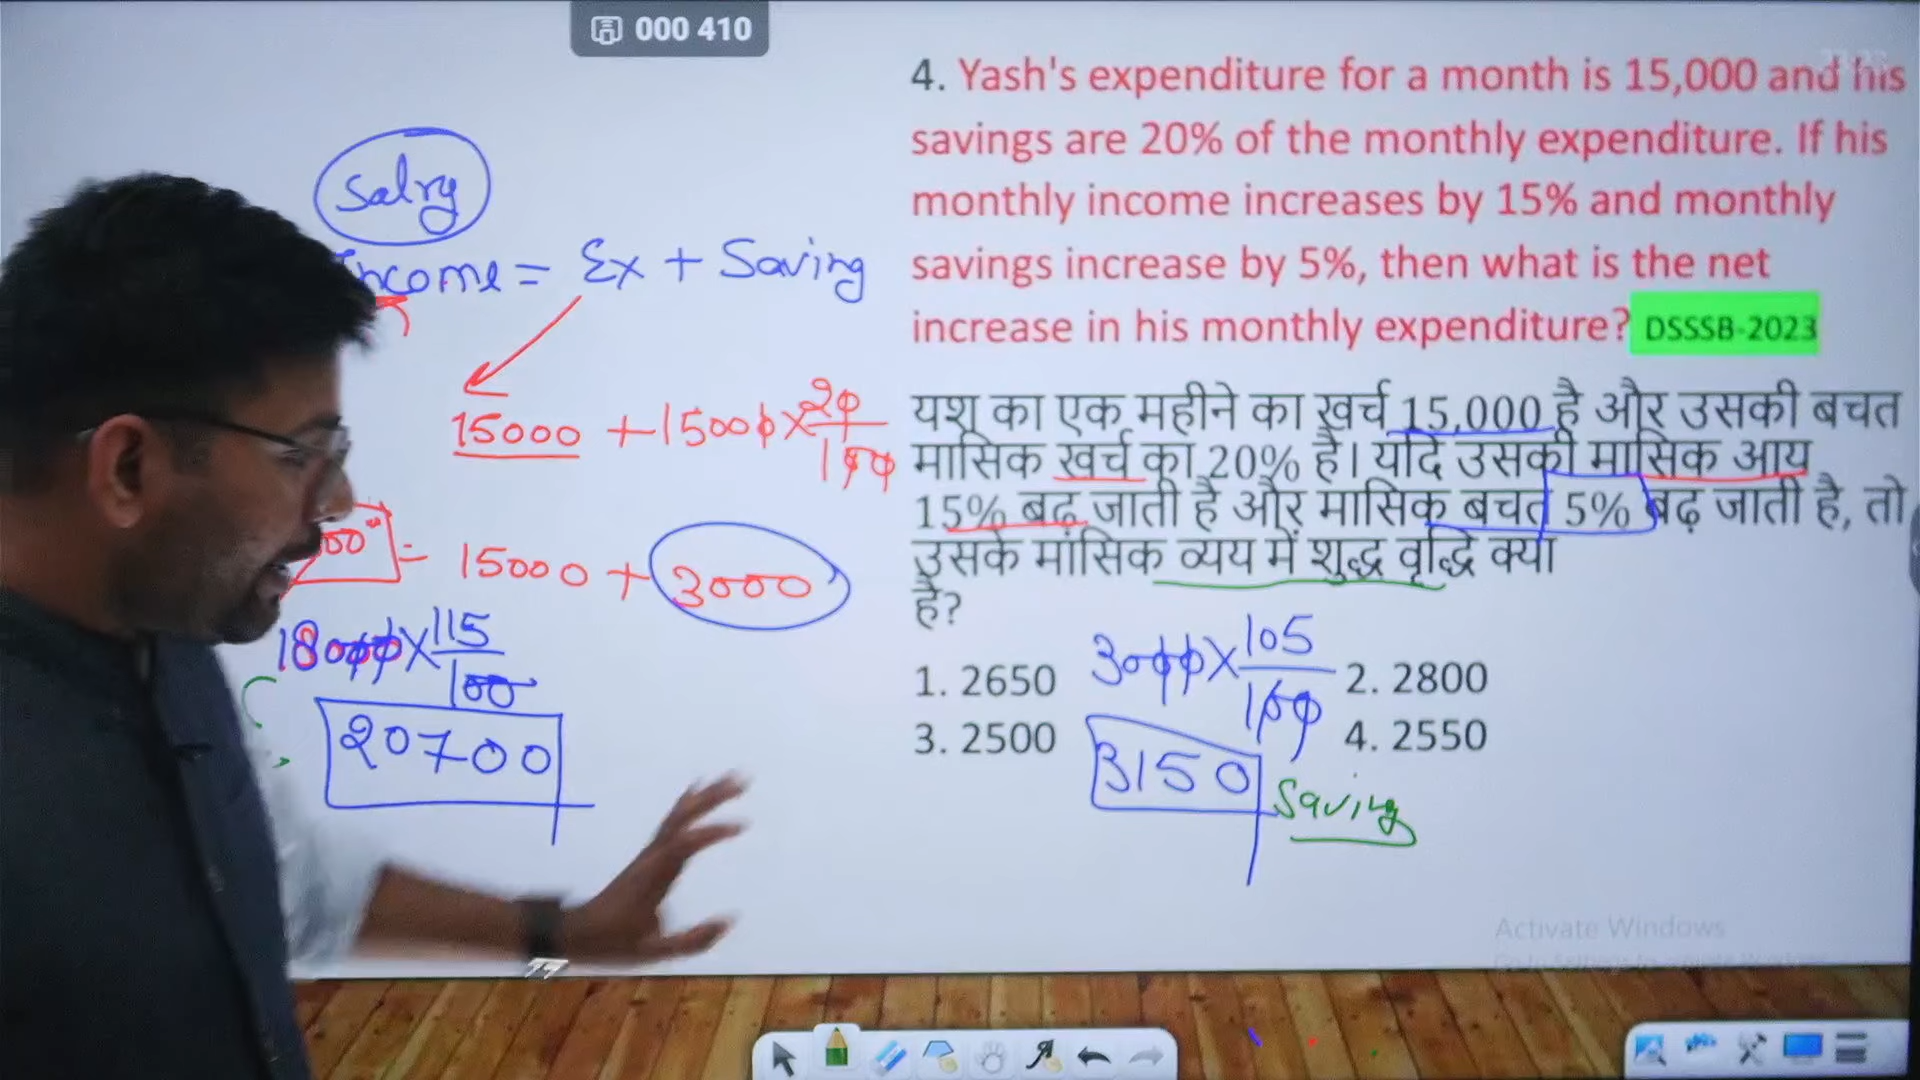 000 410
4. Yash's expenditure for a month is 15,000 and his
savings are 20% of the monthly expenditure. If his
monthly income increases by 15% and monthly
savings increase by 5%, then what is the net
increase in his monthly expenditure? DSSSB-2023
यश का एक महीने का खर्च 15,000 है और उसकी बचत
मासिक खर्च का 20% है। यदि उसकी मासिक आय
15% बढ़ जाती है और मासिक बचत 5% बढ़ जाती है, तो
उसके मासिक व्यय में शुद्ध वृद्धि क्या
है?
1. 2650 2. 2800
3. 2500 4. 2550
Salry
Income = Ex + Saving
15000 + 15000 × 20/100
= 15000 + 3000
18000 × 115/100
20700
3000 × 105/100
3150
Saving
Activate Windows